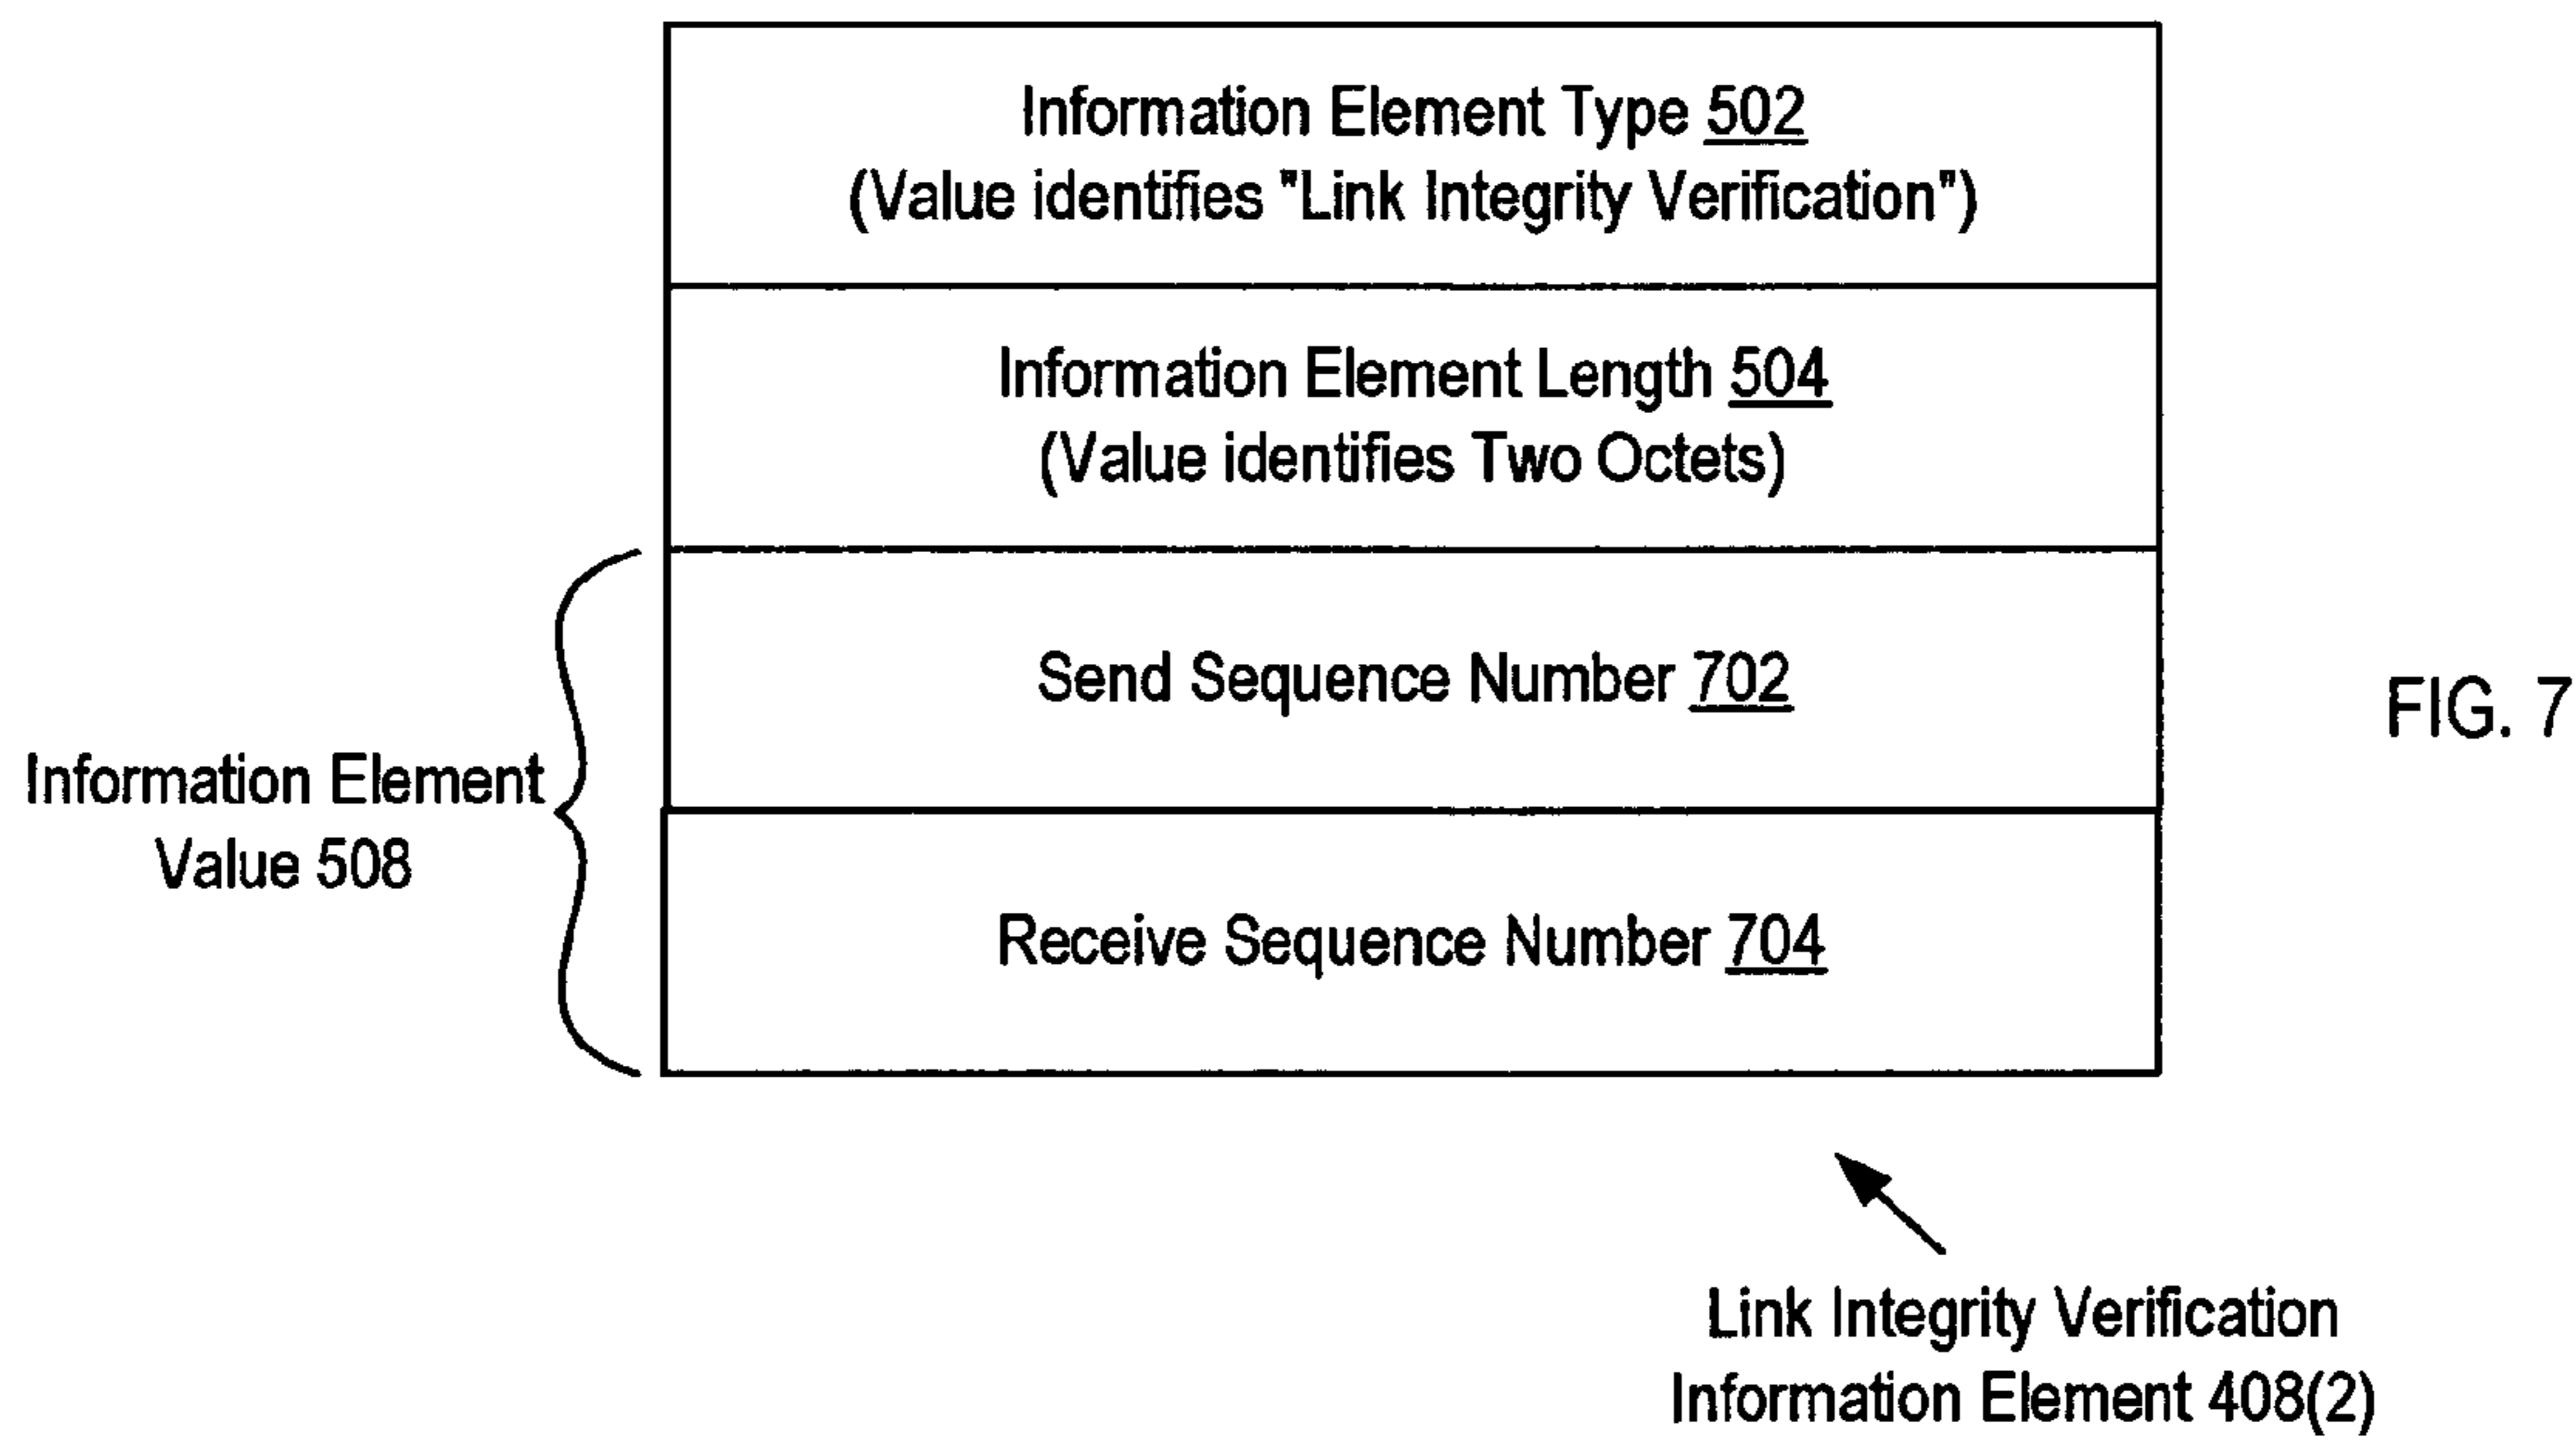 Information Element Type 502
(Value identifies "Link Integrity Verification")
Information Element Length 504
(Value identifies Two Octets)
Send Sequence Number 702
Receive Sequence Number 704
Information Element
Value 508
FIG. 7
Link Integrity Verification
Information Element 408(2)